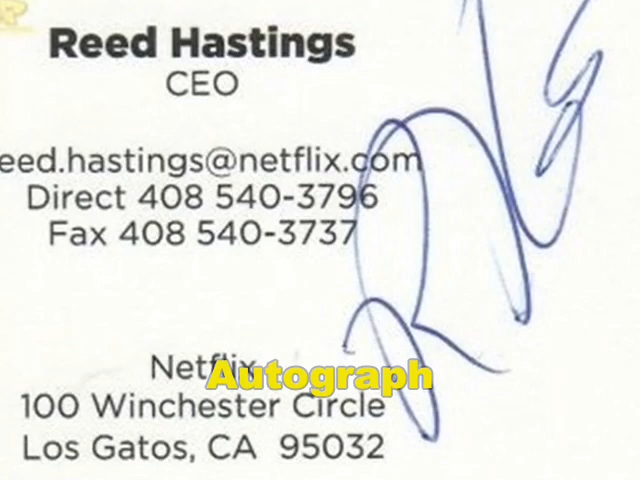 Reed Hastings
CEO
eed.hastings@netflix.com
Direct 408 540-3796
Fax 408 540-3737
Netflix
Autograph
100 Winchester Circle
Los Gatos, CA 95032